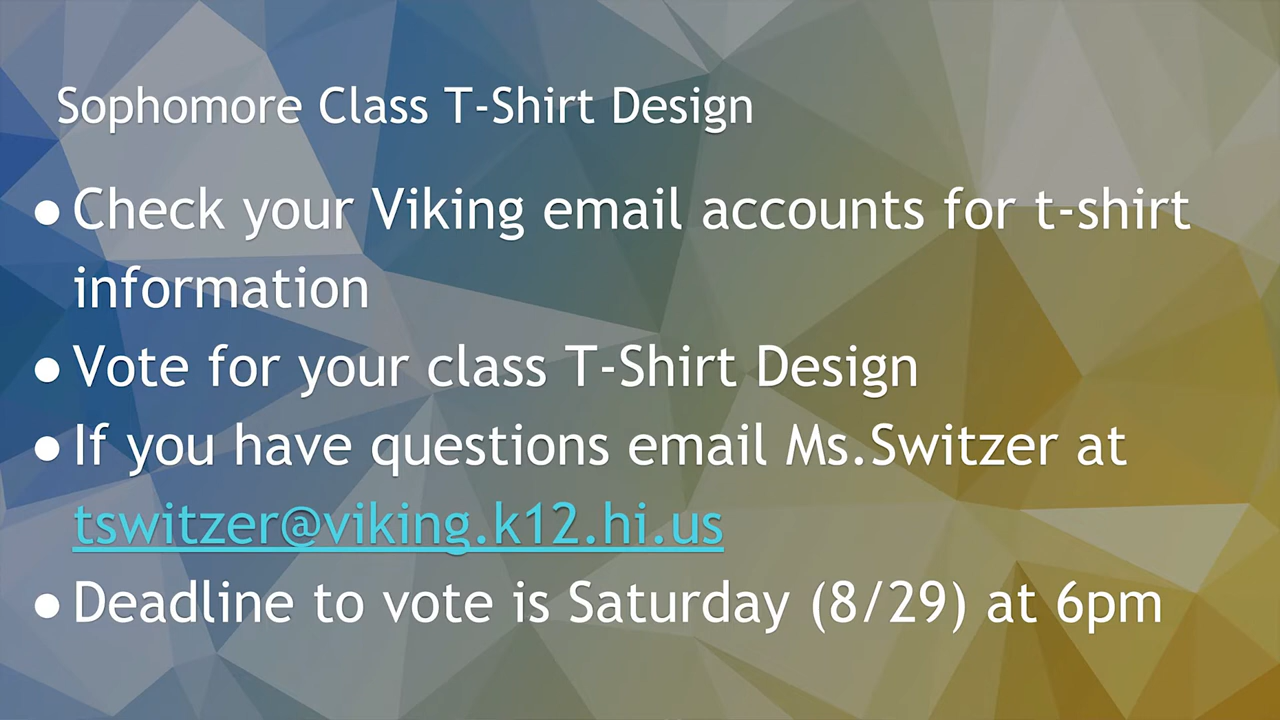 Sophomore Class T-Shirt Design
● Check your Viking email accounts for t-shirt
information
● Vote for your class T-Shirt Design
● If you have questions email Ms.Switzer at
tswitzer@viking.k12.hi.us
● Deadline to vote is Saturday (8/29) at 6pm